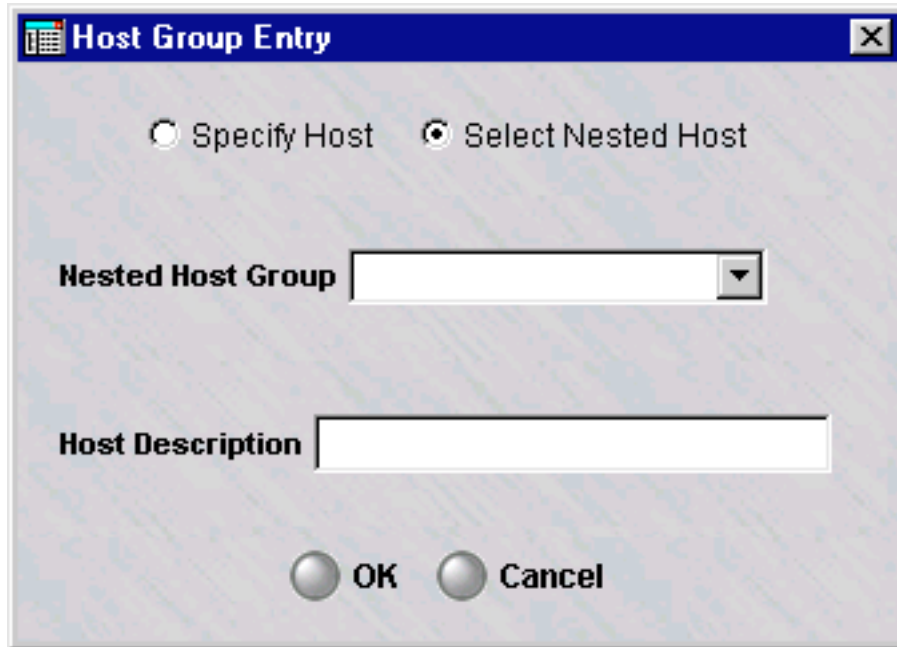 Host Group Entry
Specify Host Select Nested Host
Nested Host Group
Host Description
OK Cancel